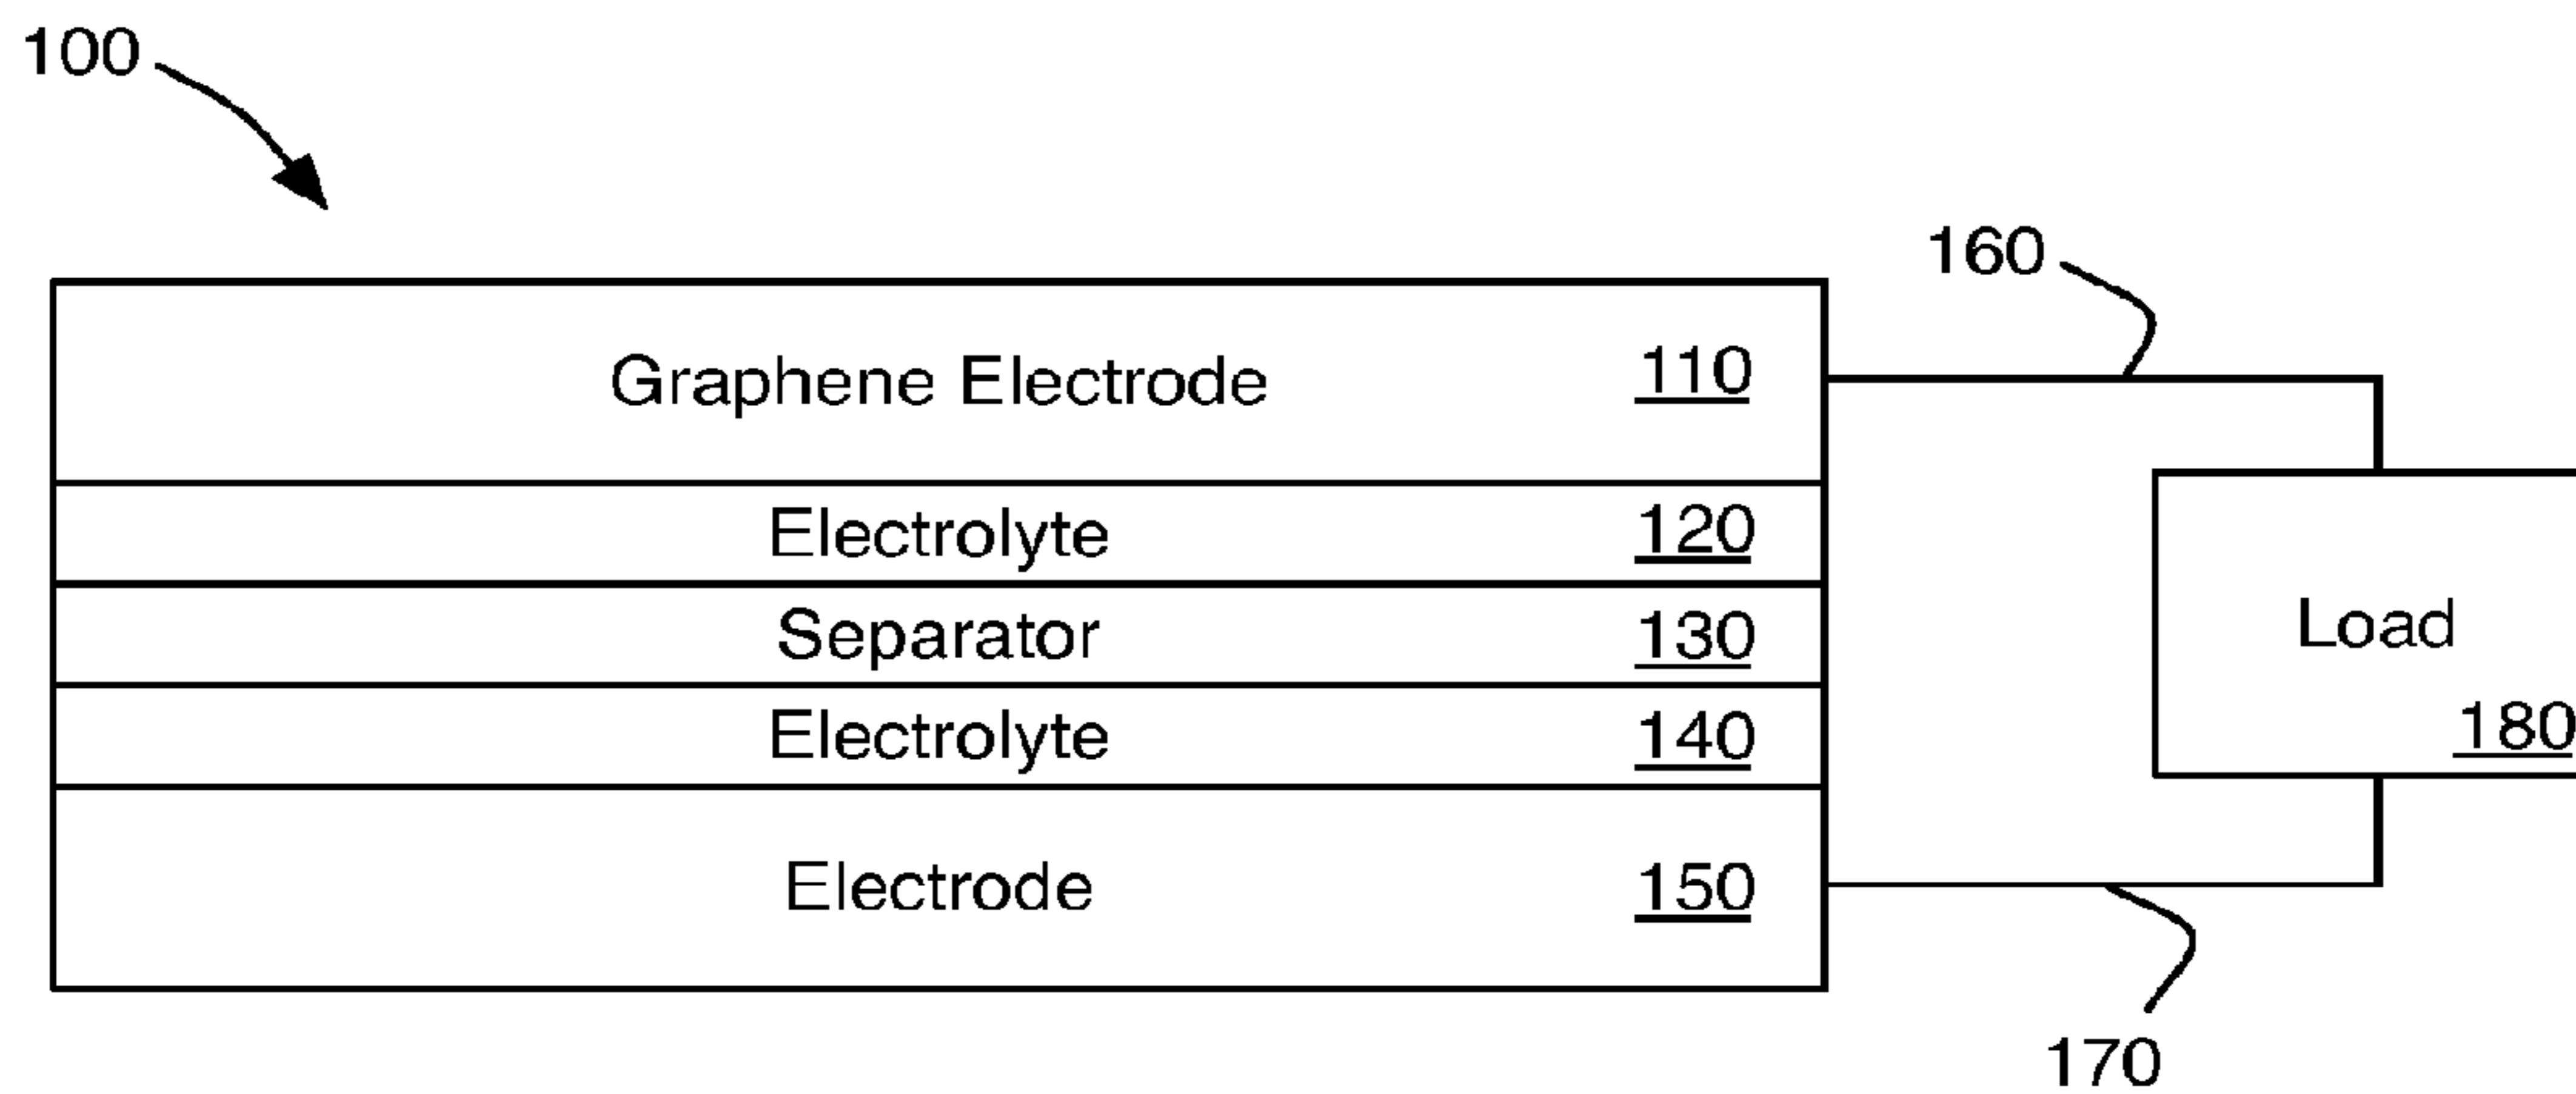 100
160
Graphene Electrode 110
Electrolyte 120
Separator 130
Load
Electrolyte 140
180
Electrode 150
170